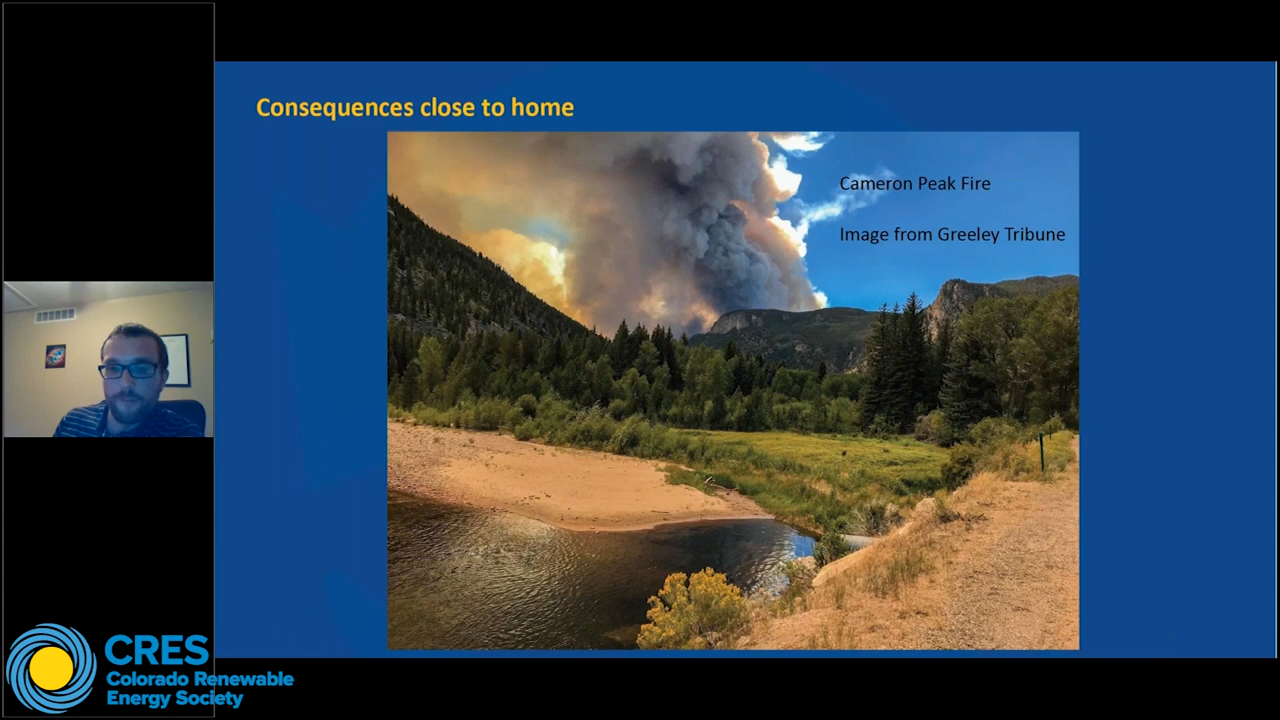 Consequences close to home
Cameron Peak Fire
Image from Greeley Tribune
CRES
Colorado Renewable
Energy Society